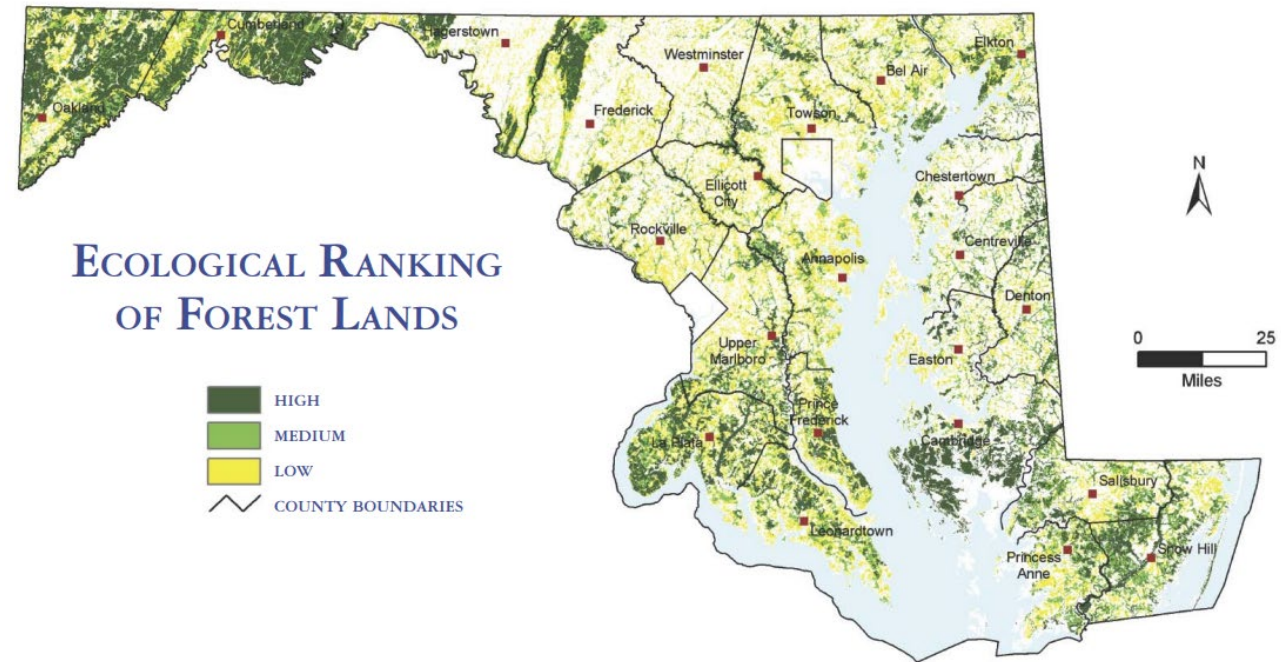 Cumberland
Hagerstown
Westminster
Elkton
Bel Air
Oakland
Frederick
Towson
N
Ellicott
City
Chestertown
Rockville
Centreville
ECOLOGICAL RANKING
OF FOREST LANDS
Annapolis
Denton
0 25
Miles
Upper
Marlboro
Easton
HIGH
MEDIUM
LOW
COUNTY BOUNDARIES
Prince
Frederick
La Plata
Cambridge
Salisbury
Leonardtown
Princess
Anne
Snow Hill